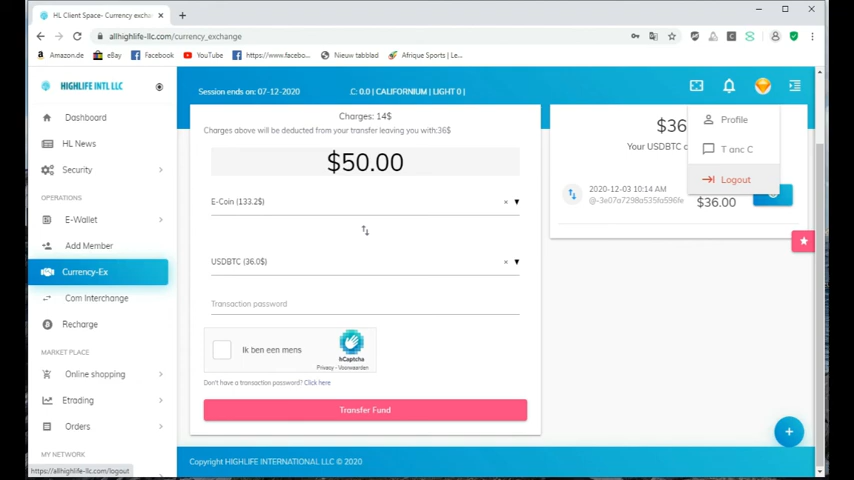 HL Client Space- Currency exchan
allhighlife-llc.com/currency_exchange
Amazon.de
eBay
Facebook
YouTube
https://www.facebo...
Nieuw tabblad
Afrique Sports | Le...
HIGHLIFE INTL LLC
Session ends on: 07-12-2020
.C: 0.0 | CALIFORNIUM | LIGHT 0 |
Dashboard
HL News
Security
OPERATIONS
E-Wallet
Add Member
Currency-Ex
Com Interchange
Recharge
MARKET PLACE
Online shopping
Etrading
Orders
MY NETWORK
https://allhighlife-llc.com/logout
Charges: 14$
Charges above will be deducted from your transfer leaving you with:36$
$50.00
E-Coin (133.2$)
USDBTC (36.0$)
Transaction password
Ik ben een mens
hCaptcha
Privacy - Voorwaarden
Don't have a transaction password? Click here
Transfer Fund
$36
Your USDBTC
Profile
T anc C
Logout
2020-12-03 10:14 AM
@-3e07a7298a535fa596fe
$36.00
Copyright HIGHLIFE INTERNATIONAL LLC © 2020